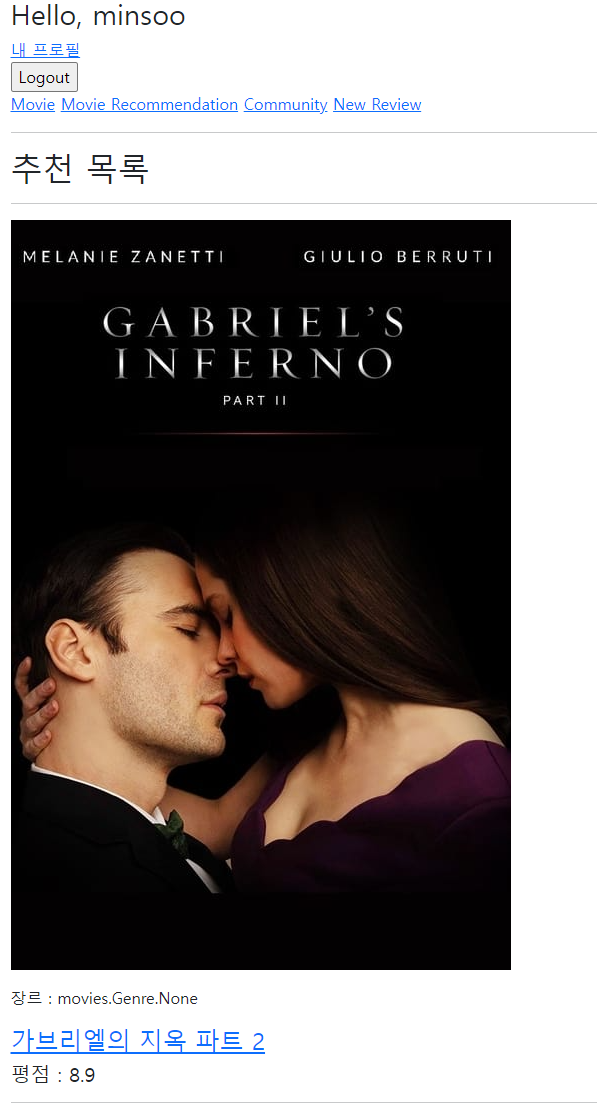 Hello, minsoo
내 프로필
Logout
Movie Movie Recommendation Community New Review
추천 목록
MELANIE ZANETTI GIULIO BERRUTI
GABRIEL'S
INFERNO
PART II
장르 : movies.Genre.None
가브리엘의 지옥 파트 2
평점 : 8.9